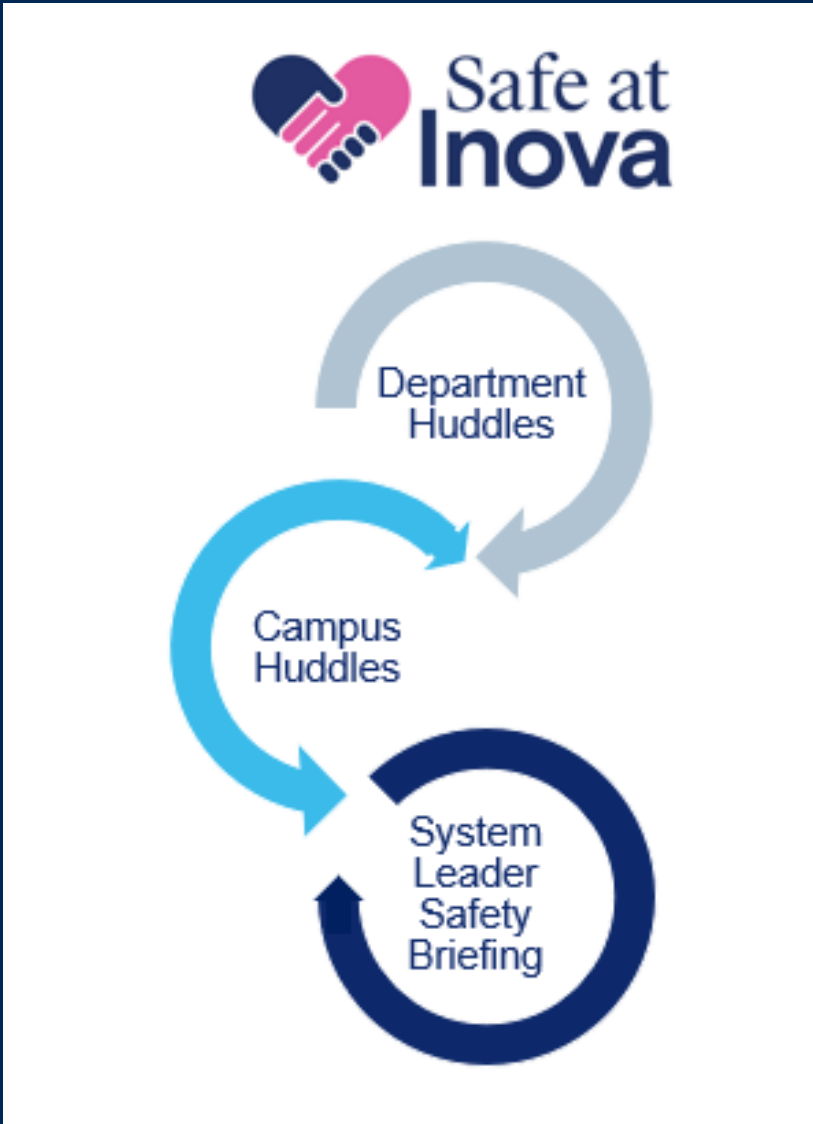 Safe at
Inova
Department
Huddles
Campus
Huddles
System
Leader
Safety
Briefing